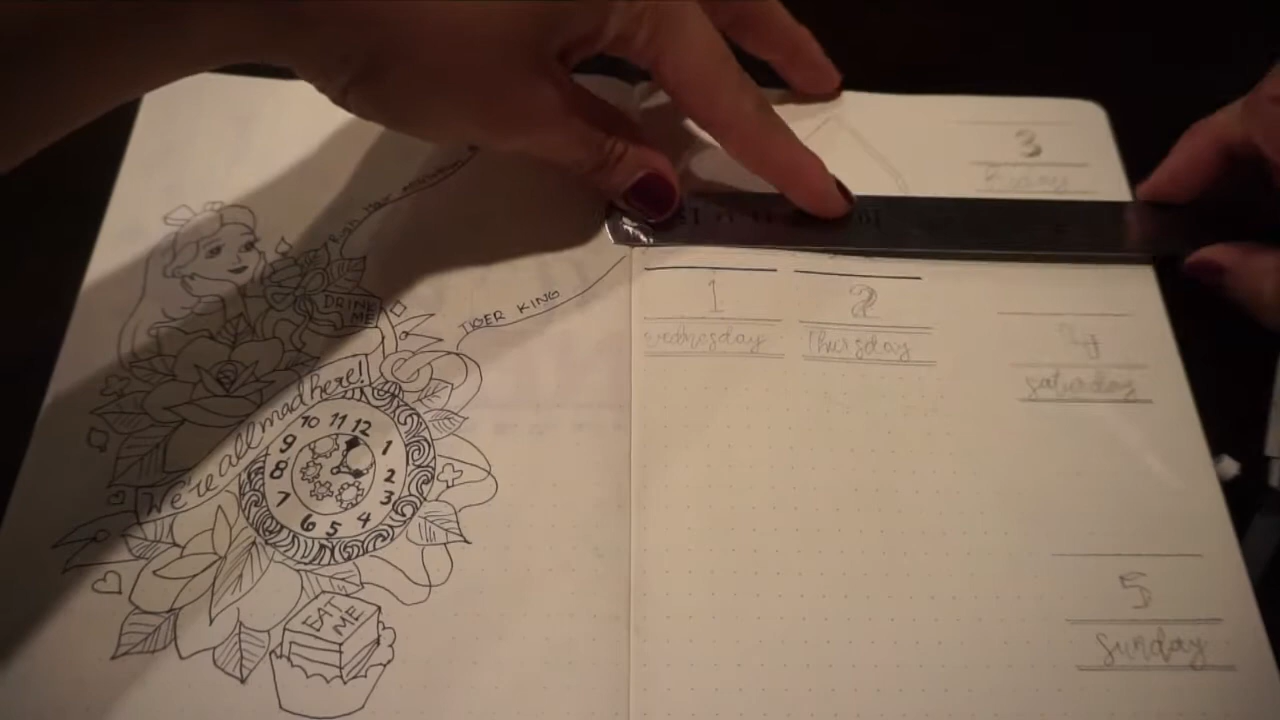 TIGER KING
DRINK
ME
We're all mad here!
10 11 12
9 1
8 2
7 3
6 5 4
EAT
ME
3
Friday
1
Wednesday
2
Thursday
4
Saturday
5
Sunday